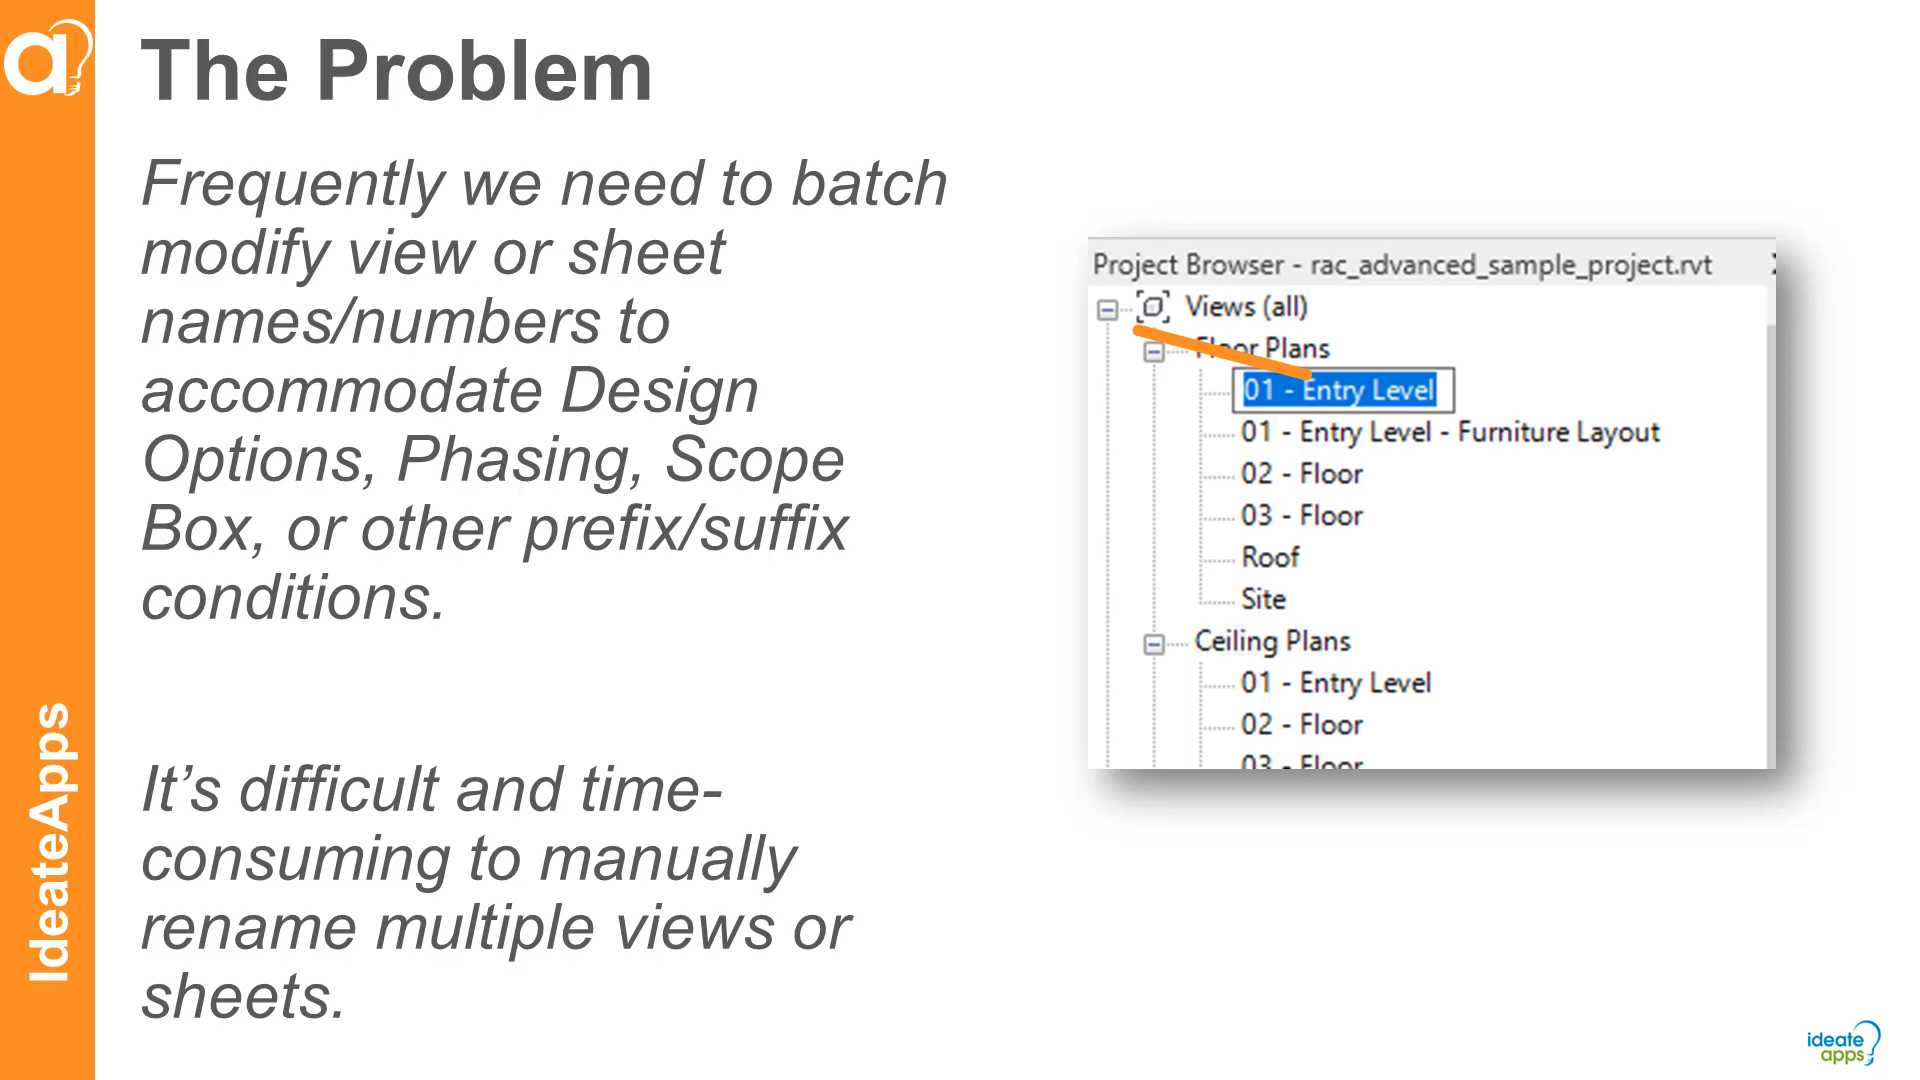 The Problem
Frequently we need to batch
modify view or sheet
names/numbers to
accommodate Design
Options, Phasing, Scope
Box, or other prefix/suffix
conditions.
It’s difficult and time-
consuming to manually
rename multiple views or
sheets.
Project Browser - rac_advanced_sample_project.rvt
Views (all)
Floor Plans
01 - Entry Level
01 - Entry Level - Furniture Layout
02 - Floor
03 - Floor
Roof
Site
Ceiling Plans
01 - Entry Level
02 - Floor
03 - Floor
IdeateApps
ideate
apps